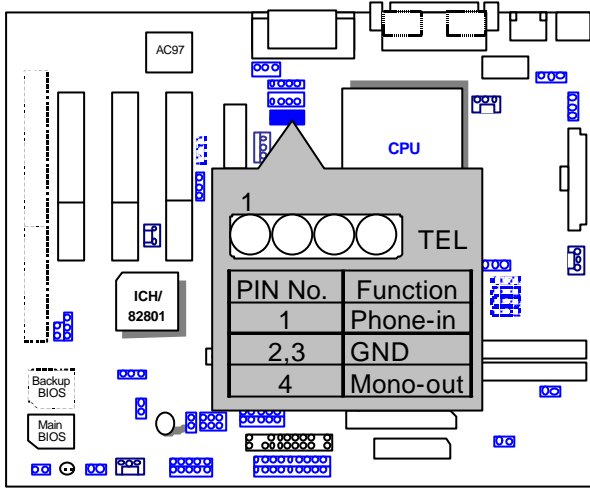 AC97
CPU
1
TEL
PIN No. Function
1 Phone-in
2,3 GND
4 Mono-out
ICH/
82801
Backup
BIOS
Main
BIOS